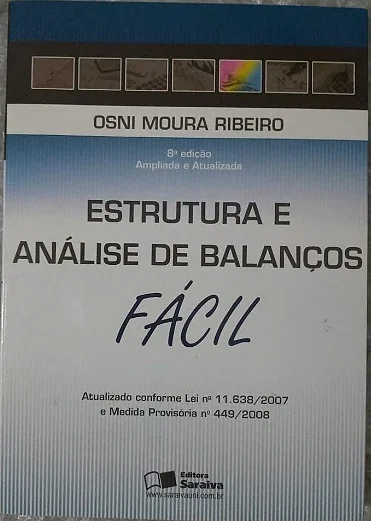 OSNI MOURA RIBEIRO
8ª edição
Ampliada e Atualizada
ESTRUTURA E
ANÁLISE DE BALANÇOS
FÁCIL
Atualizado conforme Lei nº 11.638/2007
e Medida Provisória nº 449/2008
Editora
Saraiva
www.saraivauni.com.br